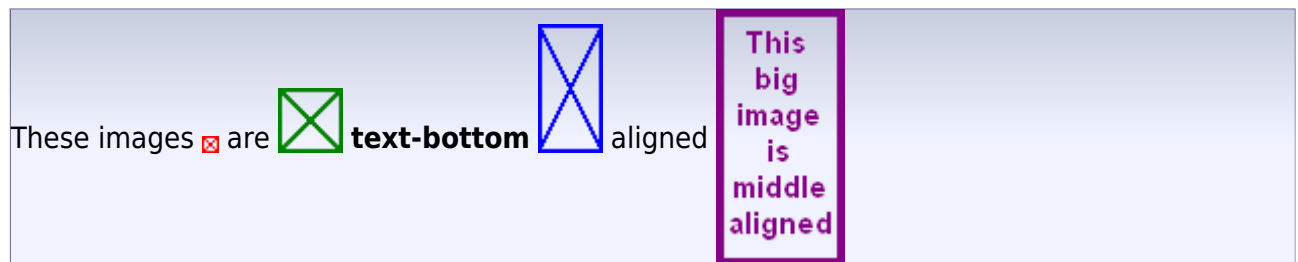 These images are text-bottom aligned
This
big
image
is
middle
aligned